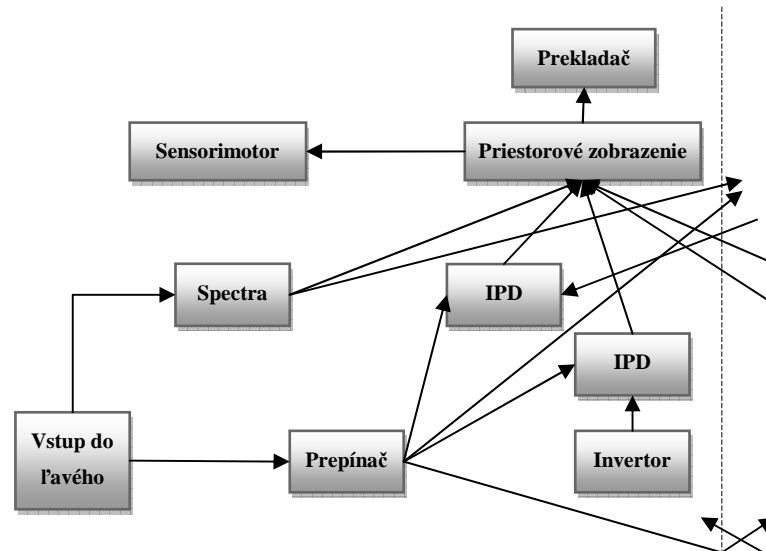 Prekladač
Sensorimotor
Priestorové zobrazenie
Spectra
IPD
IPD
Vstup do
ľavého
Prepínač
Invertor